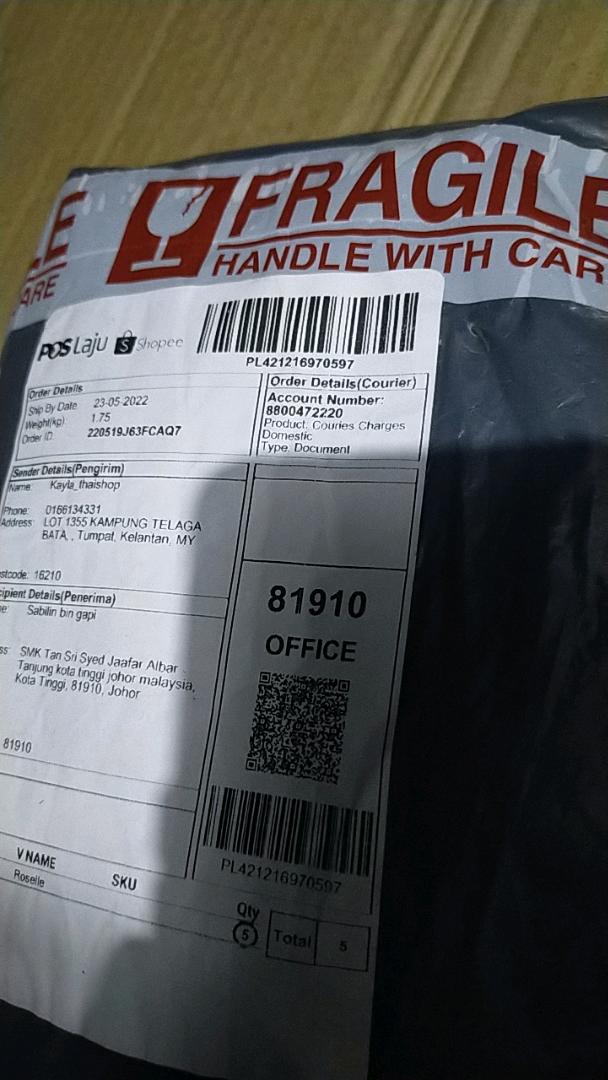 FRAGILE
HANDLE WITH CAR
LE
ARE
POS Laju Shopee
PL421216970597
Order Details
Ship By Date 23-05-2022
Weight(kg): 1.75
Order ID: 220519J63FCAQ7
Order Details(Courier)
Account Number:
8800472220
Product: Couries Charges
Domestic
Type: Document
Sender Details(Pengirim)
Name: Kayla_thaishop
Phone: 0166134331
Address: LOT 1355 KAMPUNG TELAGA
BATA, , Tumpat, Kelantan, MY
stcode: 16210
cipient Details(Penerima)
e: Sabilin bin gapi
ss: SMK Tan Sri Syed Jaafar Albar
Tanjung kota tinggi johor malaysia,
Kota Tinggi, 81910, Johor
81910
81910
OFFICE
PL421216970597
V NAME SKU Qty
Roselle 5
Total 5